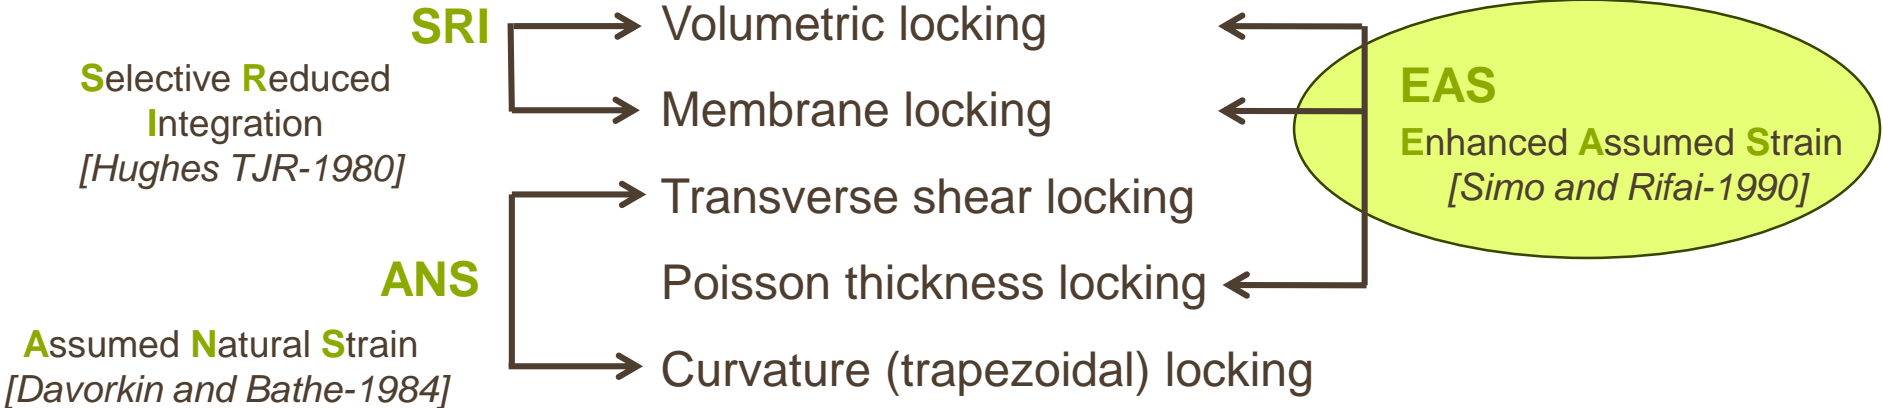 SRI
Selective Reduced
Integration
[Hughes TJR-1980]
ANS
Assumed Natural Strain
[Davorkin and Bathe-1984]
Volumetric locking
Membrane locking
Transverse shear locking
Poisson thickness locking
Curvature (trapezoidal) locking
EAS
Enhanced Assumed Strain
[Simo and Rifai-1990]